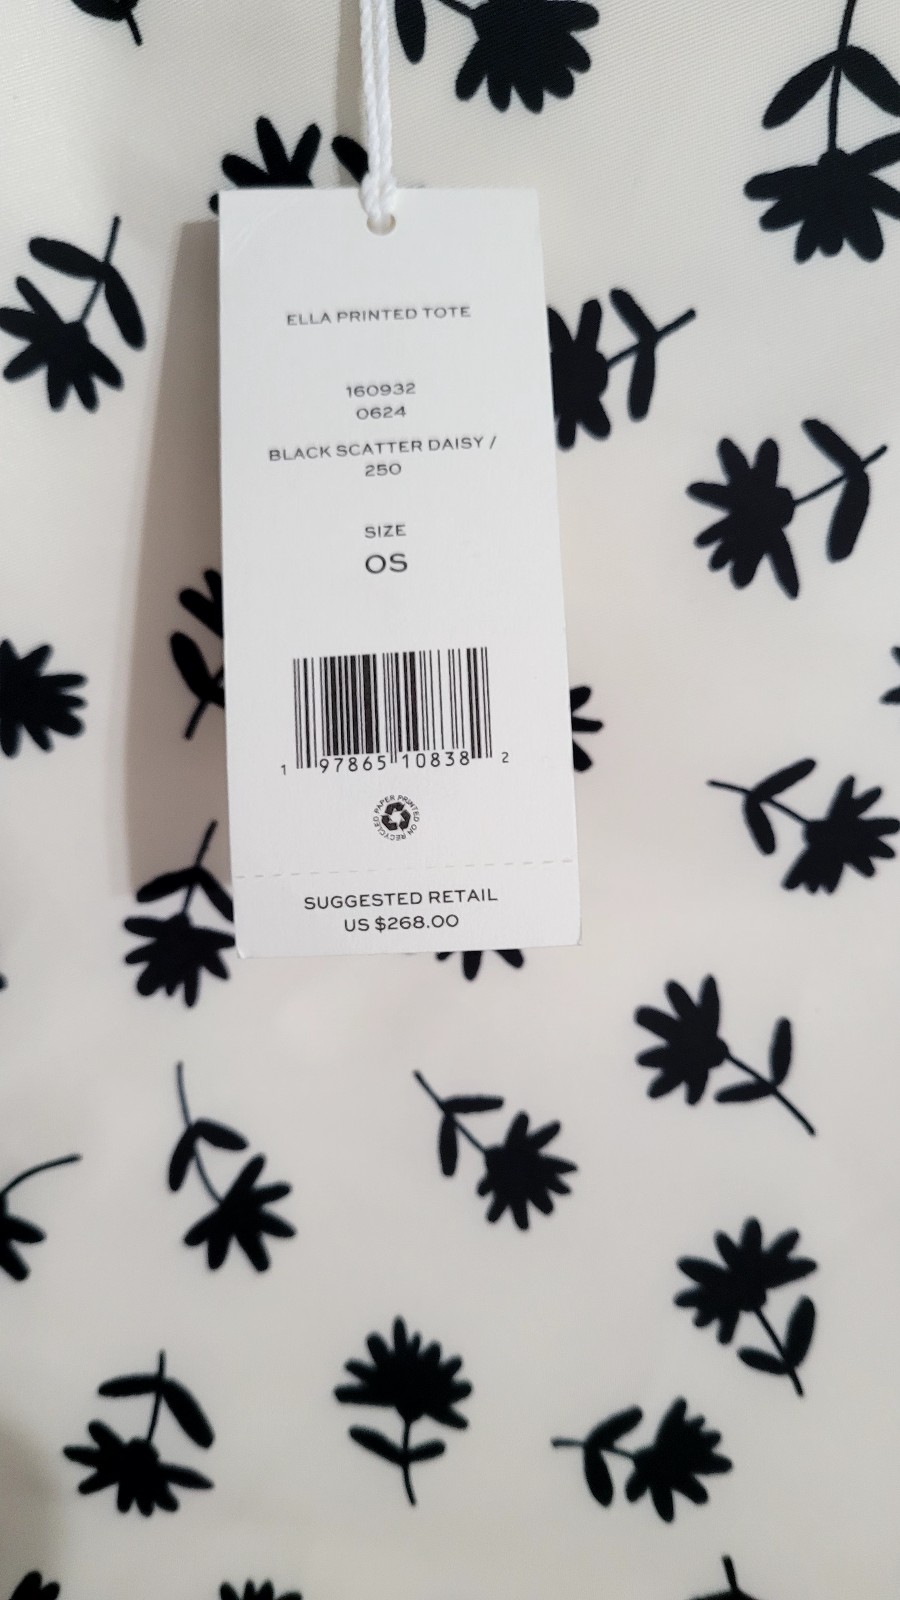 ELLA PRINTED TOTE
160932
0624
BLACK SCATTER DAISY /
250
SIZE
OS
1 97865 10838 2
PRINTED ON RECYCLED PAPER
SUGGESTED RETAIL
US $268.00